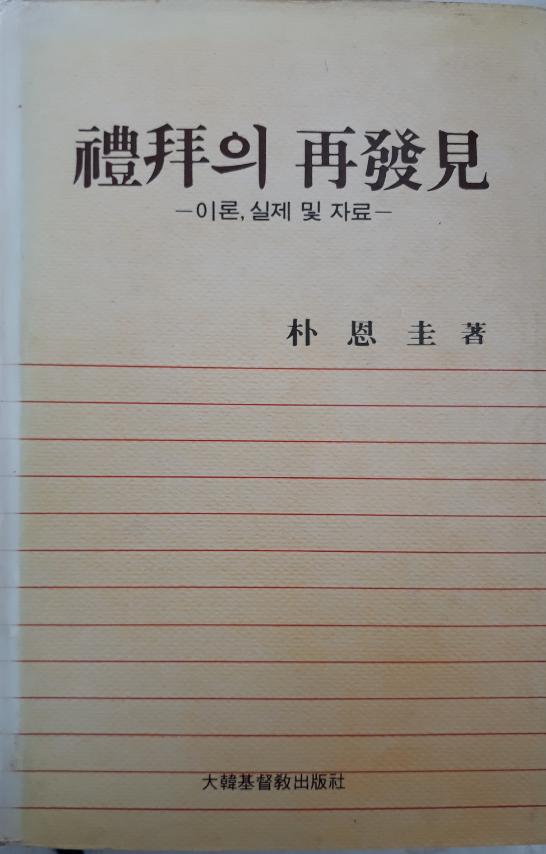 禮拜의 再發見
―이론, 실제 및 자료―
朴恩圭 著
大韓基督敎出版社